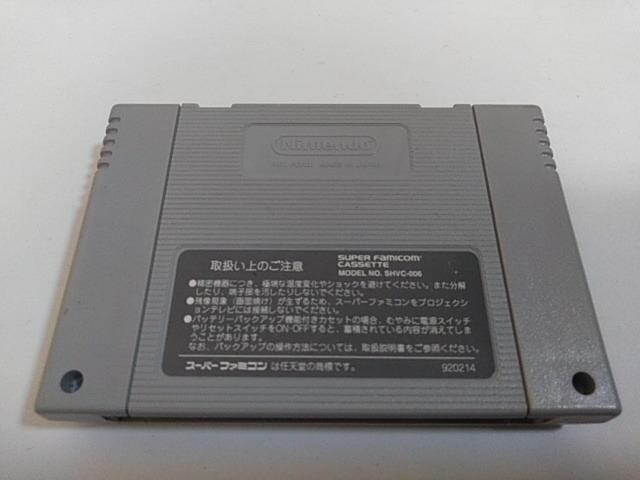 Nintendo
MADE IN JAPAN
取扱い上のご注意
SUPER FAMICOM
CASSETTE
MODEL NO. SHVC-006
●精密機器につき、極端な温度変化やショックを避けてください。また分解
したり、端子部を汚したりしないでください。
●残像現象（画面焼け）が生ずるため、スーパーファミコンをプロジェクシ
ョンテレビには接続しないでください。
●バッテリーバックアップ機能付きカセットの場合、むやみに電源スイッチ
やリセットスイッチをON・OFFすると、蓄積されている内容が消えてしま
うことがあります。
なお、バックアップの操作方法については、取扱説明書をご参照ください。
スーパーファミコンは任天堂の商標です。
920214